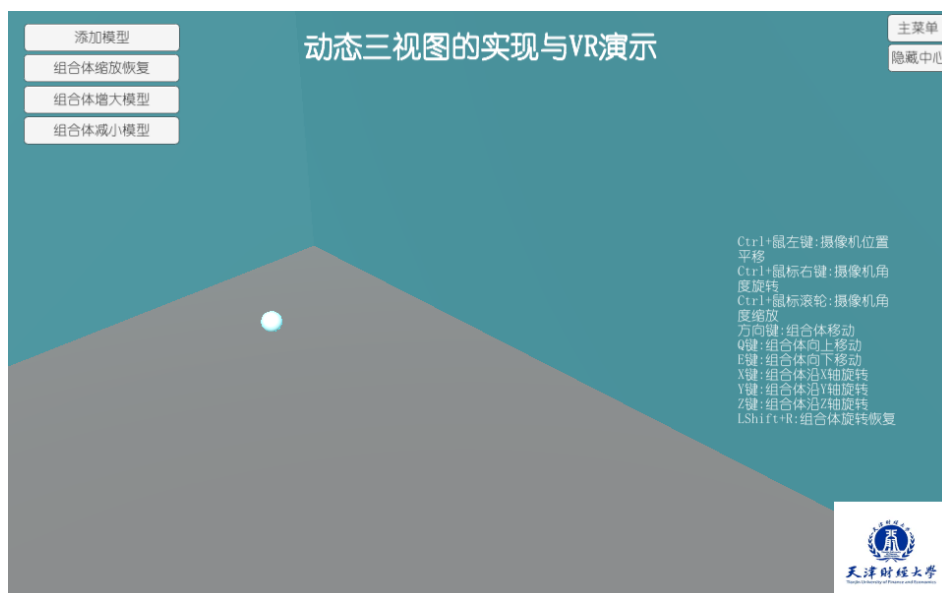 添加模型
组合体缩放恢复
组合体增大模型
组合体减小模型
动态三视图的实现与VR演示
主菜单
隐藏中心
Ctrl+鼠左键:摄像机位置
平移
Ctrl+鼠标右键:摄像机角
度旋转
Ctrl+鼠标滚轮:摄像机角
度缩放
方向键:组合体移动
Q键:组合体向上移动
E键:组合体向下移动
X键:组合体沿X轴旋转
Y键:组合体沿Y轴旋转
Z键:组合体沿Z轴旋转
LShift+R:组合体旋转恢复
天津财经大学
Tianjin University of Finance and Economics